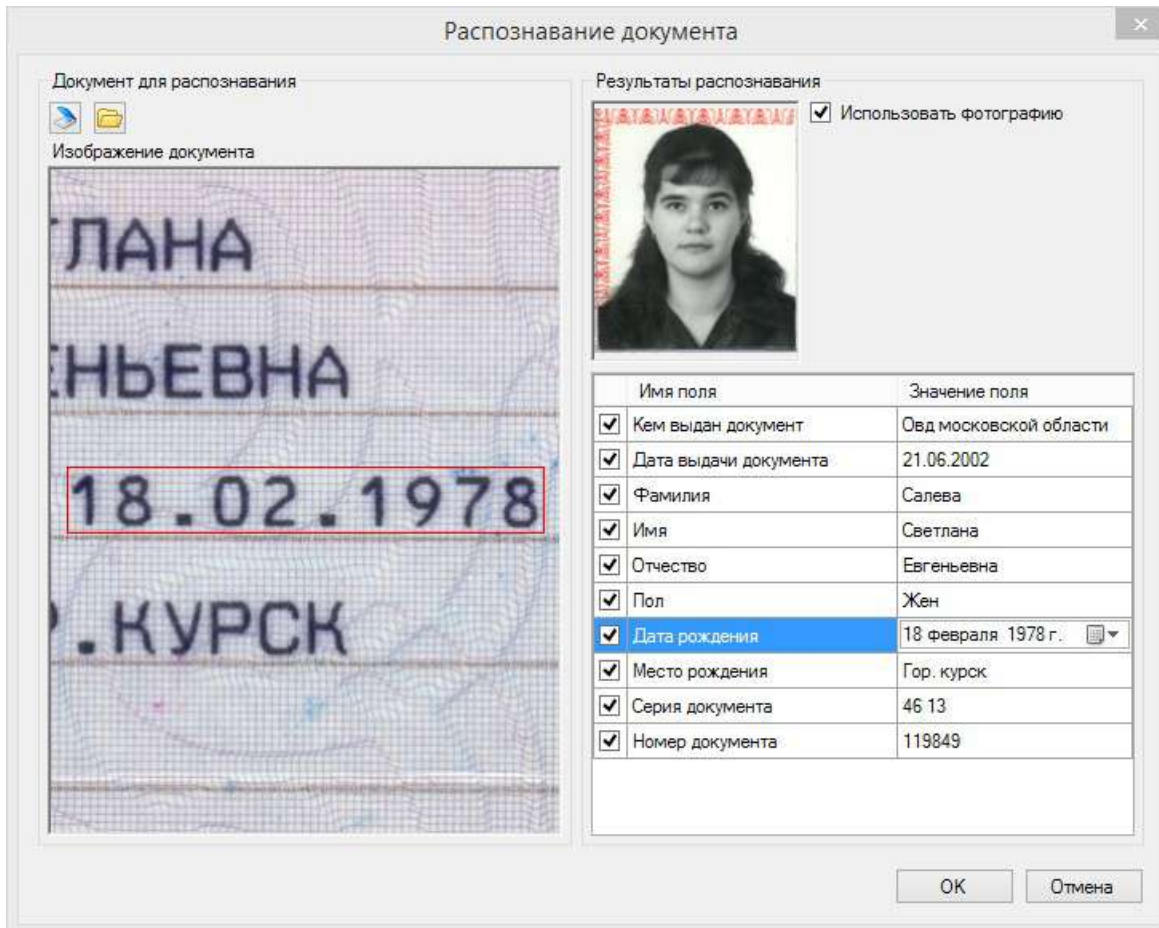 Распознавание документа
Документ для распознавания
Изображение документа
ЛАНА
ЕНЬЕВНА
18.02.1978
.КУРСК
Результаты распознавания
Использовать фотографию
Имя поля Значение поля
Кем выдан документ Овд московской области
Дата выдачи документа 21.06.2002
Фамилия Салева
Имя Светлана
Отчество Евгеньевна
Пол Жен
Дата рождения 18 февраля 1978 г.
Место рождения Гор. курск
Серия документа 46 13
Номер документа 119849
OK Отмена